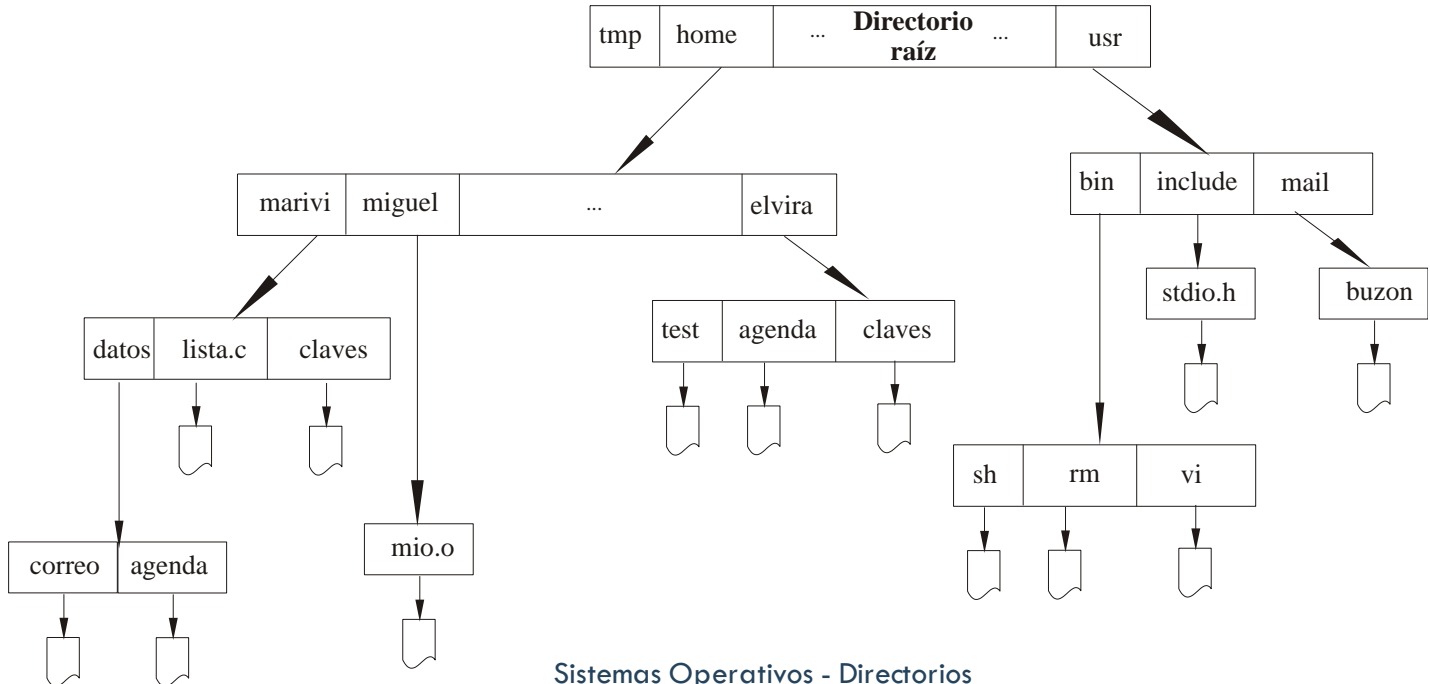 tmp home ... Directorio raíz ... usr
marivi miguel ... elvira
bin include mail
stdio.h buzon
datos lista.c claves
test agenda claves
sh rm vi
mio.o
correo agenda
Sistemas Operativos - Directorios